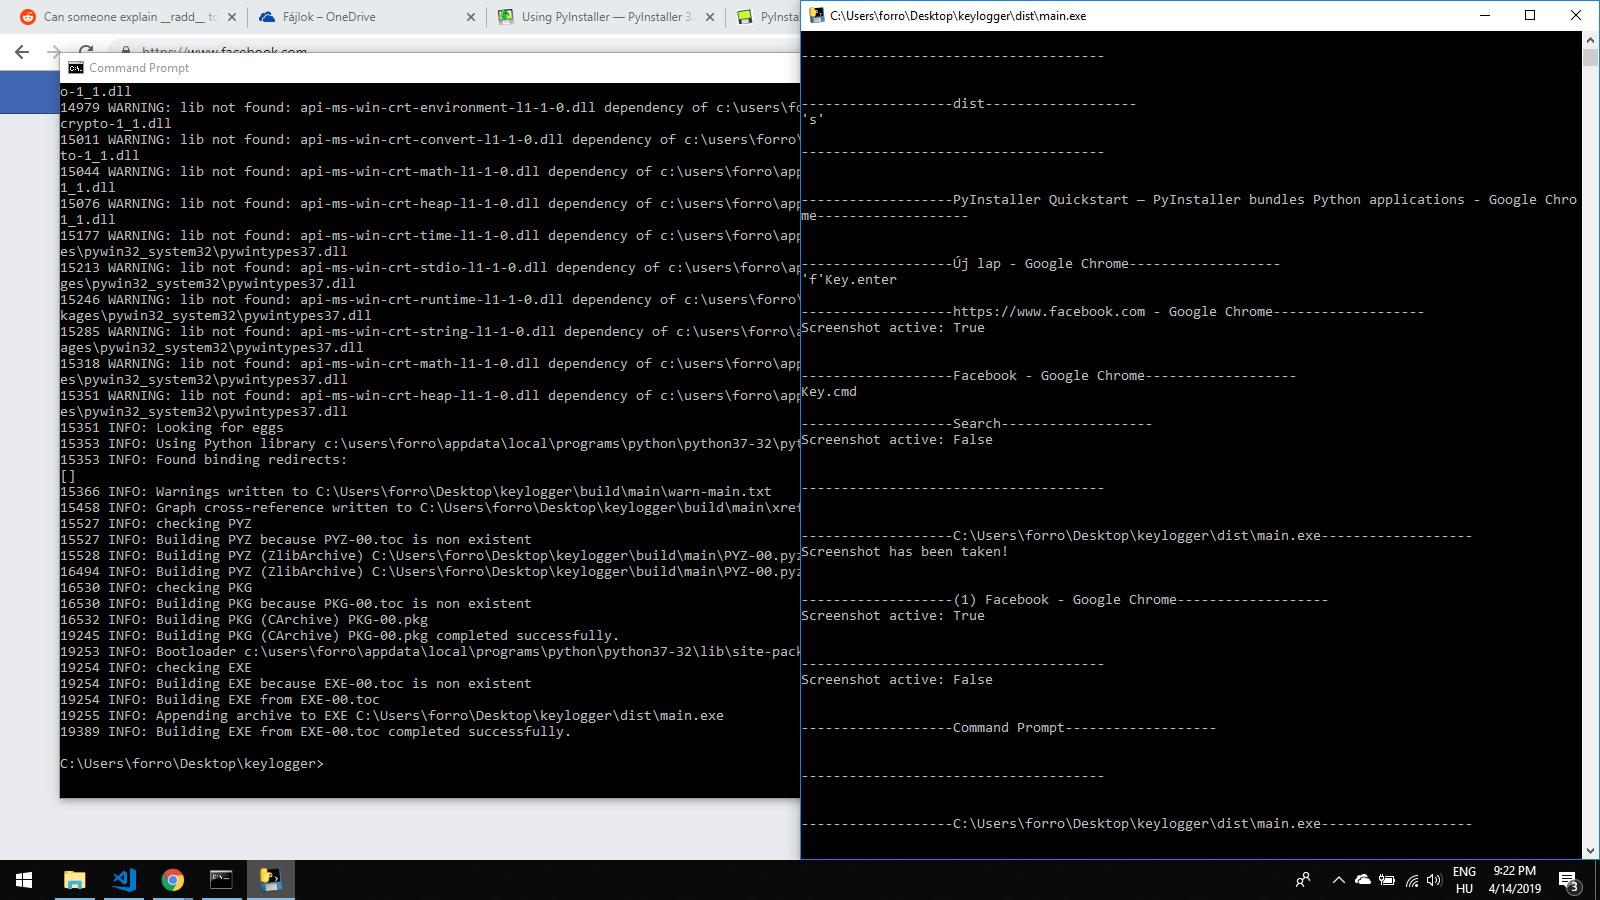 Can someone explain __radd__ to
Fájlok – OneDrive
Using PyInstaller — PyInstaller 3.
PyInst
https://www.facebook.com
Command Prompt
o-1_1.dll
14979 WARNING: lib not found: api-ms-win-crt-environment-l1-1-0.dll dependency of c:\users\fo
crypto-1_1.dll
15011 WARNING: lib not found: api-ms-win-crt-convert-l1-1-0.dll dependency of c:\users\forro\
to-1_1.dll
15044 WARNING: lib not found: api-ms-win-crt-math-l1-1-0.dll dependency of c:\users\forro\app
1_1.dll
15076 WARNING: lib not found: api-ms-win-crt-heap-l1-1-0.dll dependency of c:\users\forro\app
1_1.dll
15177 WARNING: lib not found: api-ms-win-crt-time-l1-1-0.dll dependency of c:\users\forro\app
es\pywin32_system32\pywintypes37.dll
15213 WARNING: lib not found: api-ms-win-crt-stdio-l1-1-0.dll dependency of c:\users\forro\ap
ges\pywin32_system32\pywintypes37.dll
15246 WARNING: lib not found: api-ms-win-crt-runtime-l1-1-0.dll dependency of c:\users\forro\
kages\pywin32_system32\pywintypes37.dll
15285 WARNING: lib not found: api-ms-win-crt-string-l1-1-0.dll dependency of c:\users\forro\a
ages\pywin32_system32\pywintypes37.dll
15318 WARNING: lib not found: api-ms-win-crt-math-l1-1-0.dll dependency of c:\users\forro\app
es\pywin32_system32\pywintypes37.dll
15351 WARNING: lib not found: api-ms-win-crt-heap-l1-1-0.dll dependency of c:\users\forro\app
es\pywin32_system32\pywintypes37.dll
15351 INFO: Looking for eggs
15353 INFO: Using Python library c:\users\forro\appdata\local\programs\python\python37-32\pyt
15353 INFO: Found binding redirects:
[]
15366 INFO: Warnings written to C:\Users\forro\Desktop\keylogger\build\main\warn-main.txt
15458 INFO: Graph cross-reference written to C:\Users\forro\Desktop\keylogger\build\main\xref
15527 INFO: checking PYZ
15527 INFO: Building PYZ because PYZ-00.toc is non existent
15528 INFO: Building PYZ (ZlibArchive) C:\Users\forro\Desktop\keylogger\build\main\PYZ-00.pyz
16494 INFO: Building PYZ (ZlibArchive) C:\Users\forro\Desktop\keylogger\build\main\PYZ-00.pyz
16530 INFO: checking PKG
16530 INFO: Building PKG because PKG-00.toc is non existent
16532 INFO: Building PKG (CArchive) PKG-00.pkg
19245 INFO: Building PKG (CArchive) PKG-00.pkg completed successfully.
19253 INFO: Bootloader c:\users\forro\appdata\local\programs\python\python37-32\lib\site-pack
19254 INFO: checking EXE
19254 INFO: Building EXE because EXE-00.toc is non existent
19254 INFO: Building EXE from EXE-00.toc
19255 INFO: Appending archive to EXE C:\Users\forro\Desktop\keylogger\dist\main.exe
19389 INFO: Building EXE from EXE-00.toc completed successfully.
C:\Users\forro\Desktop\keylogger>
C:\Users\forro\Desktop\keylogger\dist\main.exe
--------------------------------------
-------------------dist-------------------
's'
--------------------------------------
-------------------PyInstaller Quickstart — PyInstaller bundles Python applications - Google Chro
me-------------------
-------------------Új lap - Google Chrome-------------------
'f'Key.enter
-------------------https://www.facebook.com - Google Chrome-------------------
Screenshot active: True
-------------------Facebook - Google Chrome-------------------
Key.cmd
-------------------Search-------------------
Screenshot active: False
--------------------------------------
-------------------C:\Users\forro\Desktop\keylogger\dist\main.exe-------------------
Screenshot has been taken!
-------------------(1) Facebook - Google Chrome-------------------
Screenshot active: True
--------------------------------------
Screenshot active: False
-------------------Command Prompt-------------------
--------------------------------------
-------------------C:\Users\forro\Desktop\keylogger\dist\main.exe-------------------
ENG
HU
9:22 PM
4/14/2019
3